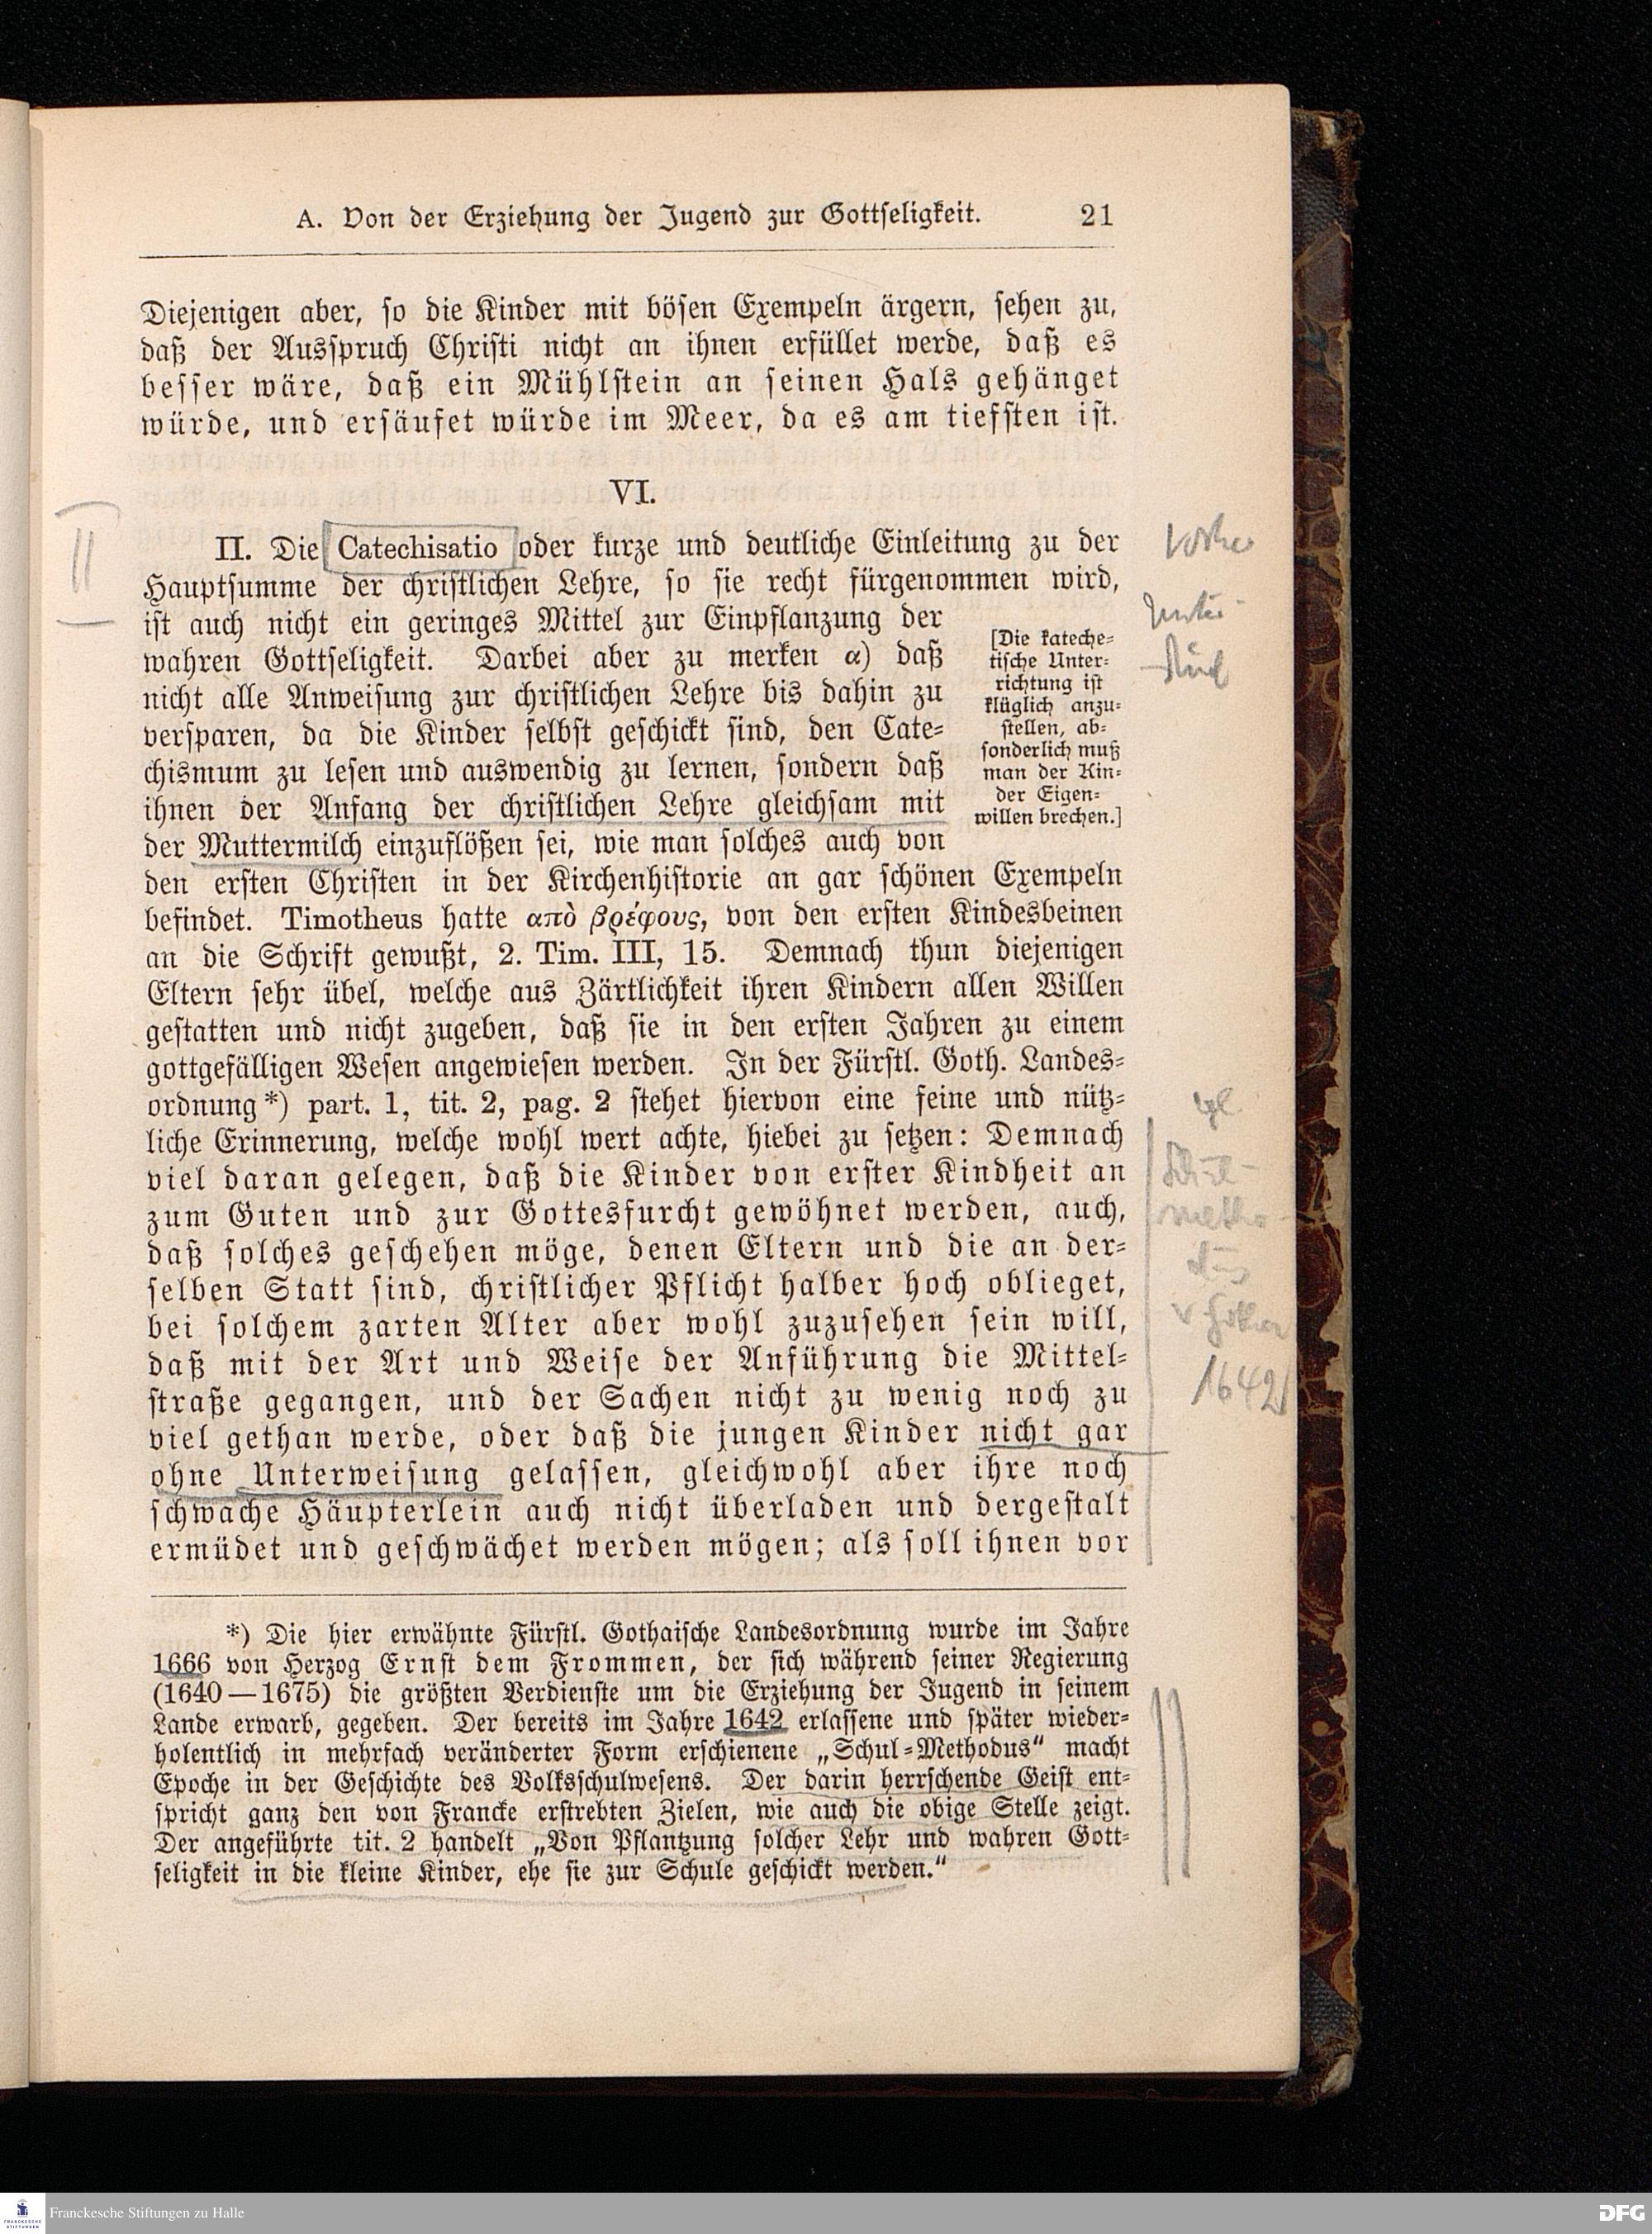 A. Von der Erziehung der Jugend zur Gottseligkeit. 21
Diejenigen aber, so die Kinder mit bösen Exempeln ärgern, sehen zu,
daß der Ausspruch Christi nicht an ihnen erfüllet werde, daß es
besser wäre, daß ein Mühlstein an seinen Hals gehänget
würde, und ersäufet würde im Meer, da es am tiefsten ist.
VI.
II
II. Die Catechisatio oder kurze und deutliche Einleitung zu der
Hauptsumme der christlichen Lehre, so sie recht fürgenommen wird,
ist auch nicht ein geringes Mittel zur Einpflanzung der
wahren Gottseligkeit. Darbei aber zu merken α) daß
nicht alle Anweisung zur christlichen Lehre bis dahin zu
versparen, da die Kinder selbst geschickt sind, den Cate-
chismum zu lesen und auswendig zu lernen, sondern daß
ihnen der Anfang der christlichen Lehre gleichsam mit
der Muttermilch einzuflößen sei, wie man solches auch von
[Die kateche-
tische Unter-
richtung ist
klüglich anzu-
stellen, ab-
sonderlich muß
man der Kin-
der Eigen-
willen brechen.]
den ersten Christen in der Kirchenhistorie an gar schönen Exempeln
befindet. Timotheus hatte απὸ βρέφους, von den ersten Kindesbeinen
an die Schrift gewußt, 2. Tim. III, 15. Demnach thun diejenigen
Eltern sehr übel, welche aus Zärtlichkeit ihren Kindern allen Willen
gestatten und nicht zugeben, daß sie in den ersten Jahren zu einem
gottgefälligen Wesen angewiesen werden. In der Fürstl. Goth. Landes-
ordnung*) part. 1, tit. 2, pag. 2 stehet hiervon eine feine und nütz-
liche Erinnerung, welche wohl wert achte, hiebei zu setzen: Demnach
viel daran gelegen, daß die Kinder von erster Kindheit an
zum Guten und zur Gottesfurcht gewöhnet werden, auch,
daß solches geschehen möge, denen Eltern und die an der-
selben Statt sind, christlicher Pflicht halber hoch oblieget,
bei solchem zarten Alter aber wohl zuzusehen sein will,
daß mit der Art und Weise der Anführung die Mittel-
straße gegangen, und der Sachen nicht zu wenig noch zu
viel gethan werde, oder daß die jungen Kinder nicht gar
ohne Unterweisung gelassen, gleichwohl aber ihre noch
schwache Häupterlein auch nicht überladen und dergestalt
ermüdet und geschwächet werden mögen; als soll ihnen vor
vgl.
1642
*) Die hier erwähnte Fürstl. Gothaische Landesordnung wurde im Jahre
1666 von Herzog Ernst dem Frommen, der sich während seiner Regierung
(1640—1675) die größten Verdienste um die Erziehung der Jugend in seinem
Lande erwarb, gegeben. Der bereits im Jahre 1642 erlassene und später wieder-
holentlich in mehrfach veränderter Form erschienene „Schul-Methodus“ macht
Epoche in der Geschichte des Volksschulwesens. Der darin herrschende Geist ent-
spricht ganz den von Francke erstrebten Zielen, wie auch die obige Stelle zeigt.
Der angeführte tit. 2 handelt „Von Pflantzung solcher Lehr und wahren Gott-
seligkeit in die kleine Kinder, ehe sie zur Schule geschickt werden.“
FRANCKESCHE
STIFTUNGEN
Franckesche Stiftungen zu Halle
DFG